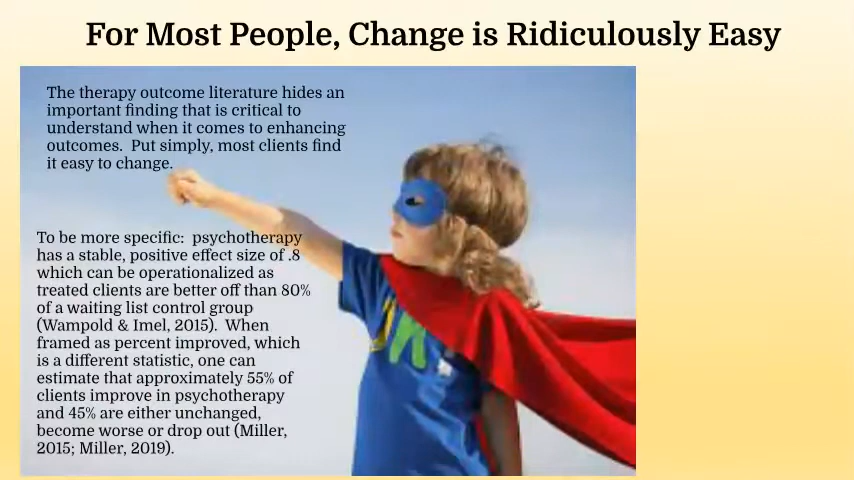 For Most People, Change is Ridiculously Easy
The therapy outcome literature hides an
important finding that is critical to
understand when it comes to enhancing
outcomes.  Put simply, most clients find
it easy to change.
To be more specific:  psychotherapy
has a stable, positive effect size of .8
which can be operationalized as
treated clients are better off than 80%
of a waiting list control group
(Wampold & Imel, 2015).  When
framed as percent improved, which
is a different statistic, one can
estimate that approximately 55% of
clients improve in psychotherapy
and 45% are either unchanged,
become worse or drop out (Miller,
2015; Miller, 2019).